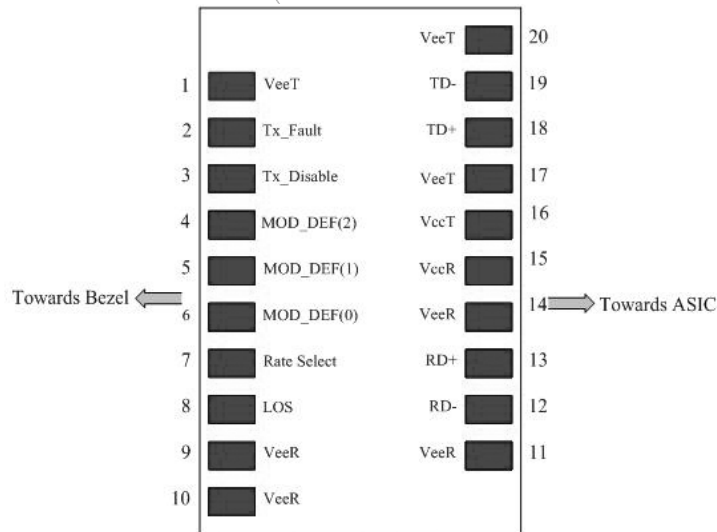 VeeT 20
1 VeeT TD- 19
2 Tx_Fault TD+ 18
3 Tx_Disable VeeT 17
4 MOD_DEF(2) VccT 16
5 MOD_DEF(1) VccR 15
Towards Bezel 6 MOD_DEF(0) VeeR 14 Towards ASIC
7 Rate Select RD+ 13
8 LOS RD- 12
9 VeeR VeeR 11
10 VeeR